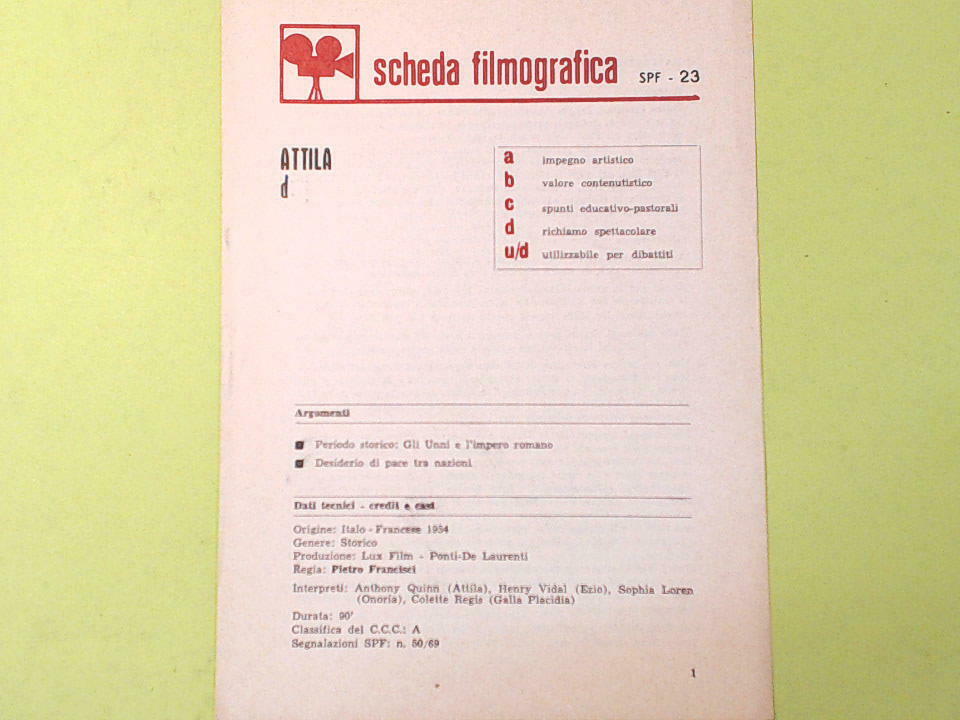 scheda filmografica SPF - 23
ATTILA
d
a impegno artistico
b valore contenutistico
c spunti educativo-pastorali
d richiamo spettacolare
u/d utilizzabile per dibattiti
Argomenti
Periodo storico: Gli Unni e l'impero romano
Desiderio di pace tra nazioni
Dati tecnici - credit e cast
Origine: Italo - Francese 1954
Genere: Storico
Produzione: Lux Film - Ponti-De Laurenti
Regia: Pietro Francisci
Interpreti: Anthony Quinn (Attila), Henry Vidal (Ezio), Sophia Loren
(Onoria), Colette Regis (Galla Placidia)
Durata: 90'
Classifica del C.C.C.: A
Segnalazioni SPF: n. 50/69
1